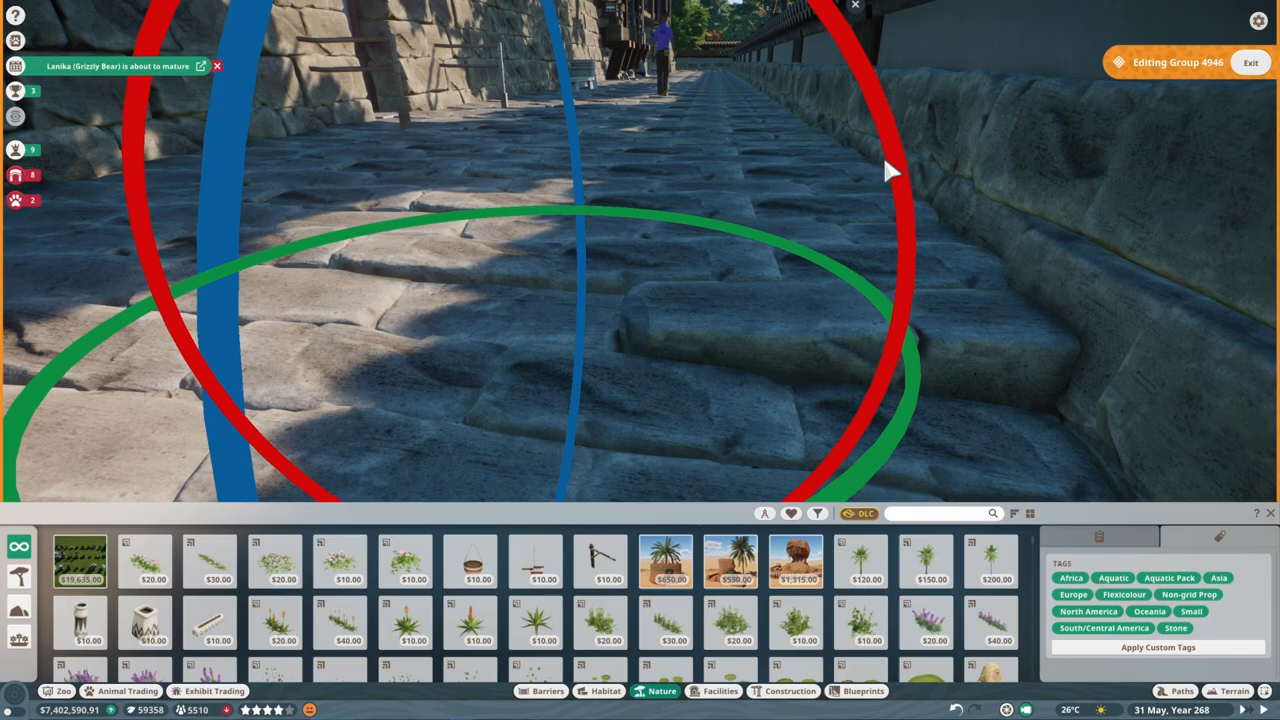 Lanika (Grizzly Bear) is about to mature
3
9
8
2
Editing Group 4946
Exit
DLC
$19,635.00
$20.00
$30.00
$20.00
$10.00
$10.00
$10.00
$10.00
$10.00
$650.00
$530.00
$1,315.00
$120.00
$150.00
$200.00
$10.00
$10.00
$10.00
$20.00
$40.00
$10.00
$10.00
$10.00
$20.00
$30.00
$20.00
$10.00
$10.00
$20.00
$40.00
TAGS
Africa Aquatic Aquatic Pack Asia
Europe Flexicolour Non-grid Prop
North America Oceania Small
South/Central America Stone
Apply Custom Tags
Zoo Animal Trading Exhibit Trading Barriers Habitat Nature Facilities Construction Blueprints Paths Terrain
$7,402,590.91 59358 5510 26°C 31 May, Year 268